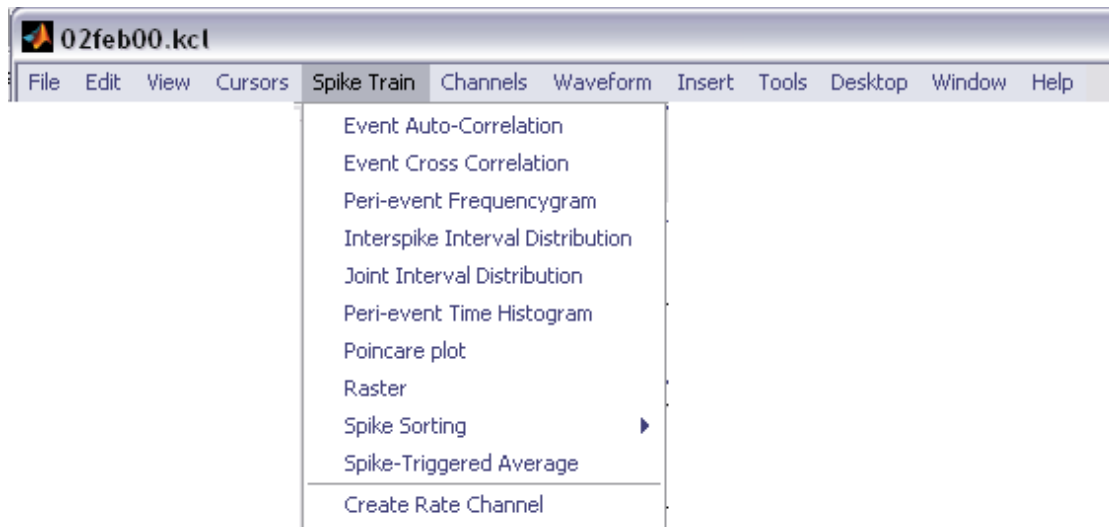 02feb00.kcl
File Edit View Cursors Spike Train Channels Waveform Insert Tools Desktop Window Help
Event Auto-Correlation
Event Cross Correlation
Peri-event Frequencygram
Interspike Interval Distribution
Joint Interval Distribution
Peri-event Time Histogram
Poincare plot
Raster
Spike Sorting
Spike-Triggered Average
Create Rate Channel